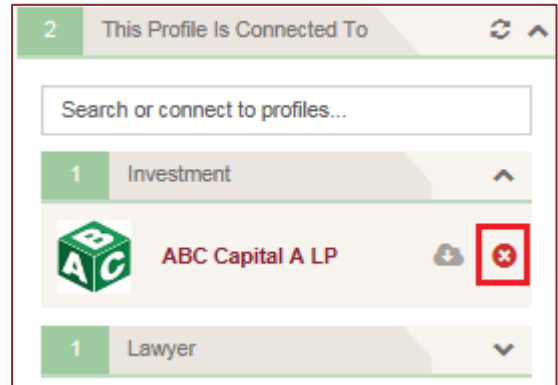 2 This Profile Is Connected To
Search or connect to profiles...
1 Investment
B
A C
ABC Capital A LP
1 Lawyer